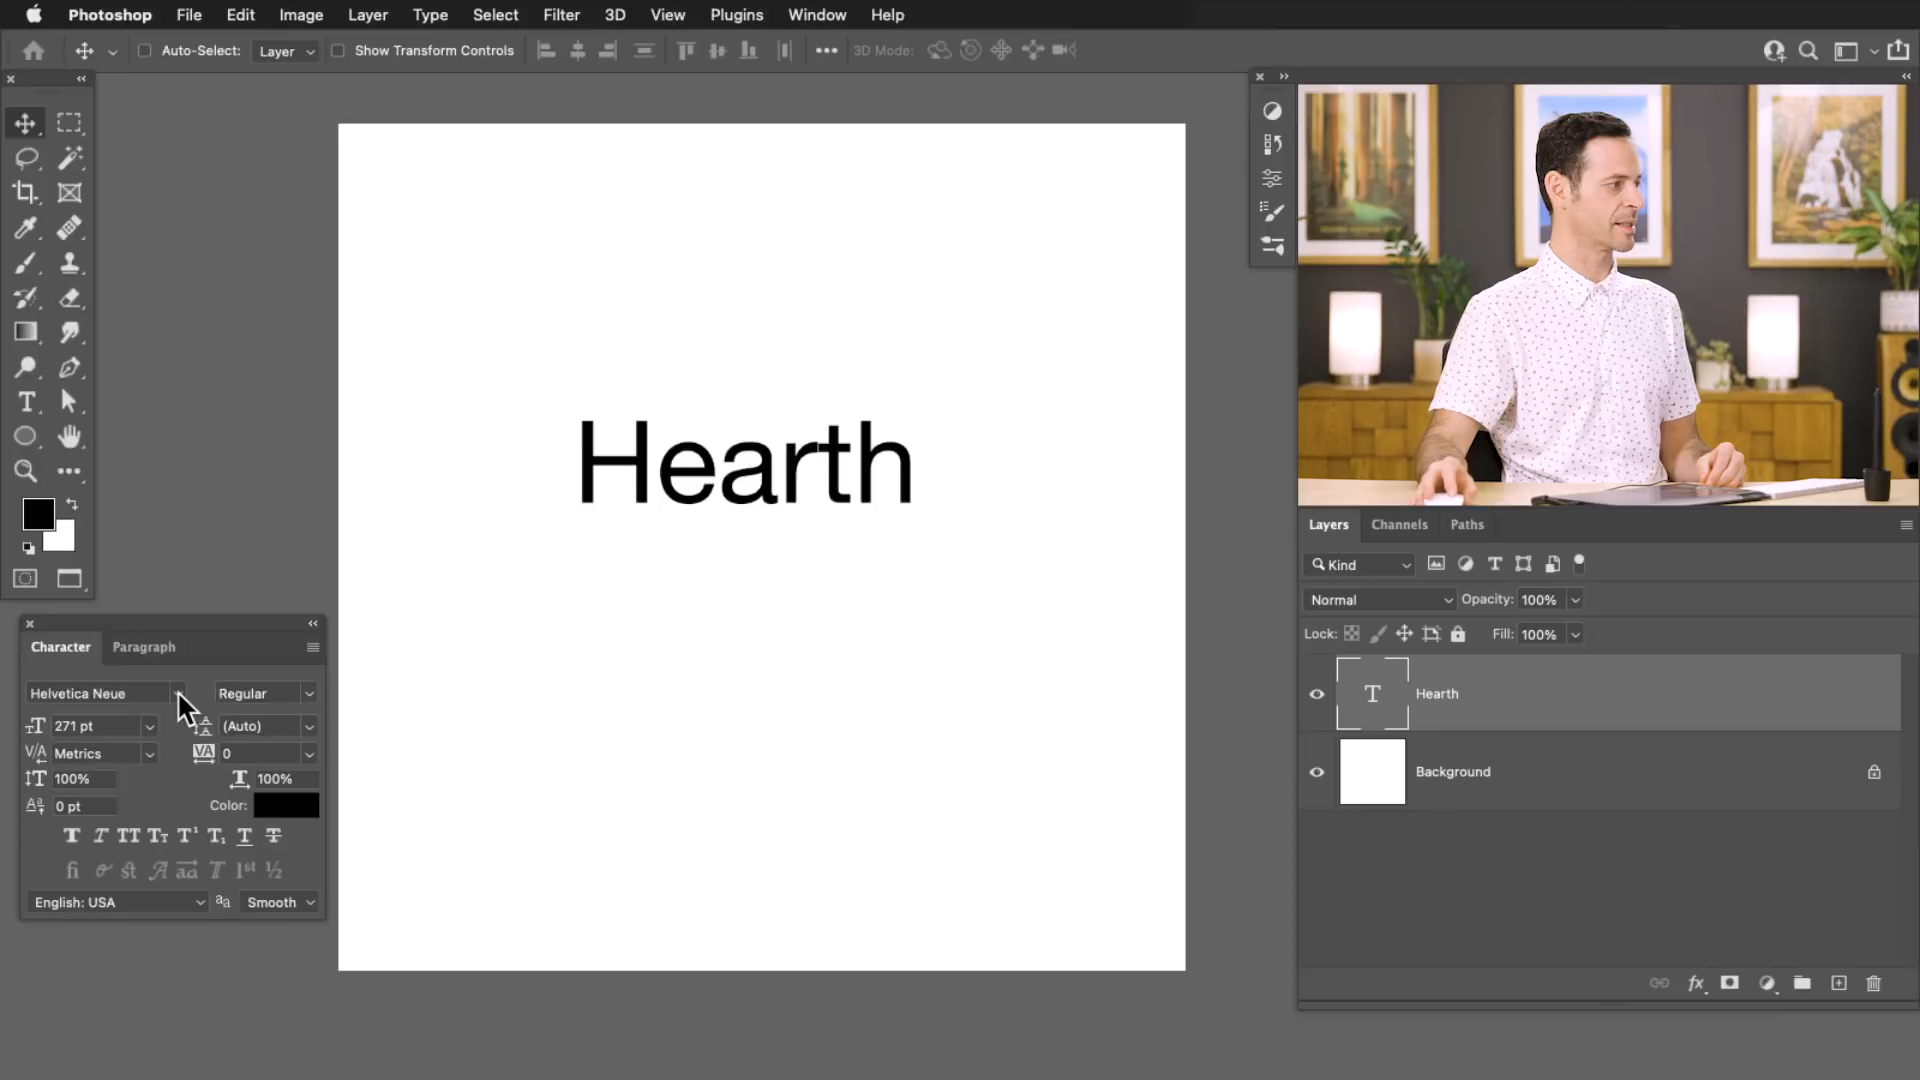 Photoshop File Edit Image Layer Type Select Filter 3D View Plugins Window Help
Auto-Select: Layer Show Transform Controls 3D Mode:
Hearth
Character Paragraph
Helvetica Neue Regular
271 pt (Auto)
Metrics 0
100% 100%
0 pt Color:
English: USA Smooth
Layers Channels Paths
Kind
Normal Opacity: 100%
Lock: Fill: 100%
Hearth
Background